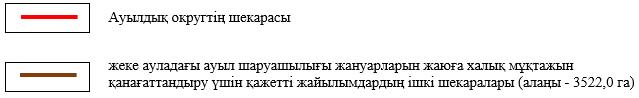 Ауылдық округтің шекарасы
жеке ауладағы ауыл шаруашылығы жануарларын жаюға халық мұқтажын
қанағаттандыру үшін қажетті жайылымдардың ішкі шекаралары (алаңы - 3522,0 га)